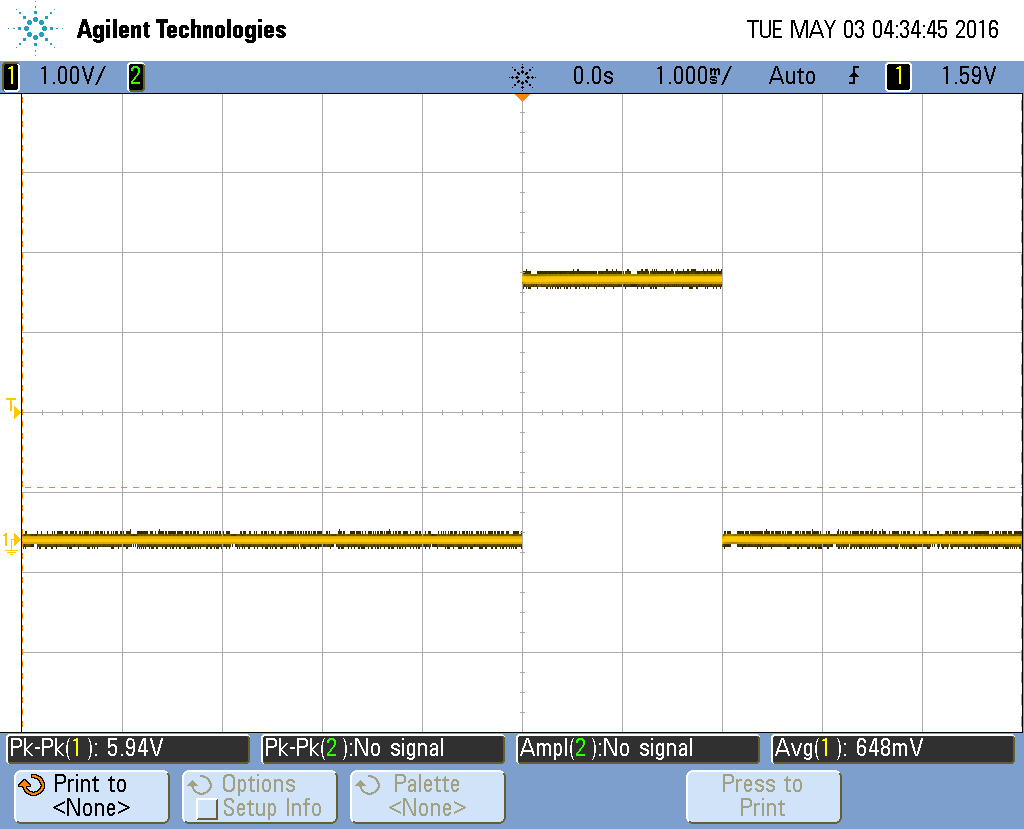 Agilent Technologies TUE MAY 03 04:34:45 2016
1 1.00V/ 2 0.0s 1.000ms/ Auto 1 1.59V
T
1
Pk-Pk(1): 5.94V Pk-Pk(2):No signal Ampl(2):No signal Avg(1): 648mV
Print to Options Palette Press to
<None> Setup Info <None> Print